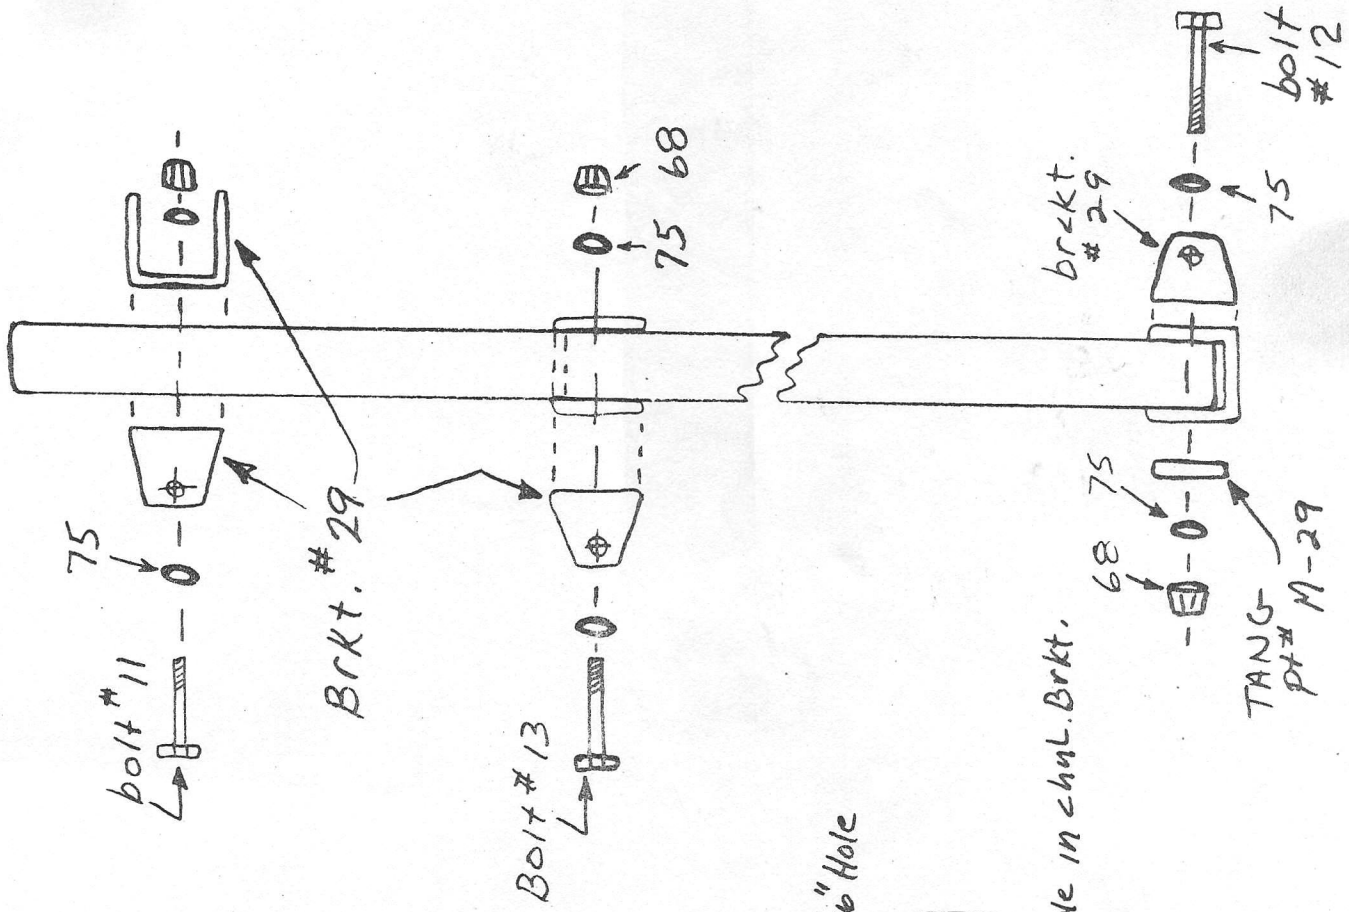 75
bolt #11
Brkt. #29
68
75
Bolt #13
6" Hole
in chnl. Brkt.
brckt.
# 29
bolt
#12
75
75
68
TANG
pt# M-29